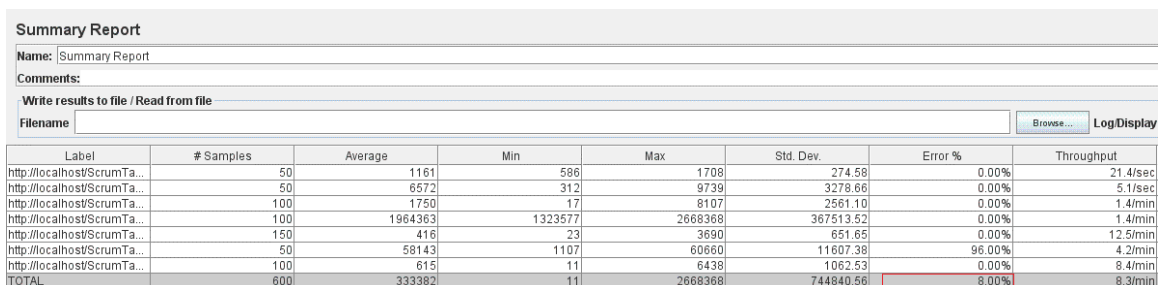 Summary Report
Name: Summary Report
Comments:
Write results to file / Read from file
Filename Browse... Log/Display
Label # Samples Average Min Max Std. Dev. Error % Throughput
http://localhost/ScrumTa... 50 1161 586 1708 274.58 0.00% 21.4/sec
http://localhost/ScrumTa... 50 6572 312 9739 3278.66 0.00% 5.1/sec
http://localhost/ScrumTa... 100 1750 17 8107 2561.10 0.00% 1.4/min
http://localhost/ScrumTa... 100 1964363 1323577 2668368 367513.52 0.00% 1.4/min
http://localhost/ScrumTa... 150 416 23 3690 651.65 0.00% 12.5/min
http://localhost/ScrumTa... 50 58143 1107 60660 11607.38 96.00% 4.2/min
http://localhost/ScrumTa... 100 615 11 6438 1062.53 0.00% 8.4/min
TOTAL 600 333382 11 2668368 744840.56 8.00% 8.3/min